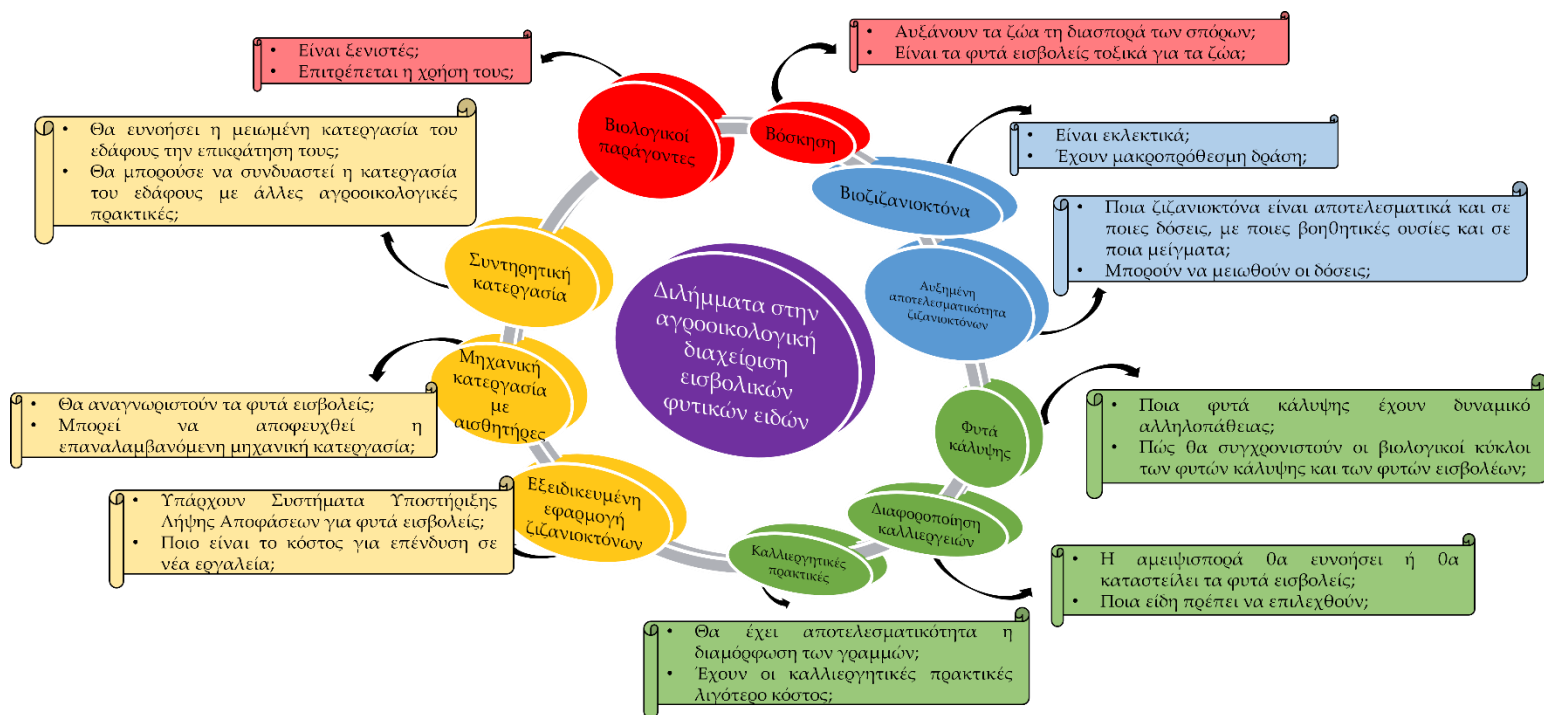 Διλήμματα στην
αγροοικολογική
διαχείριση
εισβολικών
φυτικών ειδών
Βιολογικοί
παράγοντες
• Είναι ξενιστές;
• Επιτρέπεται η χρήση τους;
Βόσκηση
• Αυξάνουν τα ζώα τη διασπορά των σπόρων;
• Είναι τα φυτά εισβολείς τοξικά για τα ζώα;
Βιοζιζανιοκτόνα
• Είναι εκλεκτικά;
• Έχουν μακροπρόθεσμη δράση;
Αυξημένη
αποτελεσματικότητα
ζιζανιοκτόνων
• Ποια ζιζανιοκτόνα είναι αποτελεσματικά και σε
ποιες δόσεις, με ποιες βοηθητικές ουσίες και σε
ποια μείγματα;
• Μπορούν να μειωθούν οι δόσεις;
Φυτά
κάλυψης
• Ποια φυτά κάλυψης έχουν δυναμικό
αλληλοπάθειας;
• Πώς θα συγχρονιστούν οι βιολογικοί κύκλοι
των φυτών κάλυψης και των φυτών εισβολέων;
Διαφοροποίηση
καλλιεργειών
• Η αμειψισπορά θα ευνοήσει ή θα
καταστείλει τα φυτά εισβολείς;
• Ποια είδη πρέπει να επιλεχθούν;
Καλλιεργητικές
πρακτικές
• Θα έχει αποτελεσματικότητα η
διαμόρφωση των γραμμών;
• Έχουν οι καλλιεργητικές πρακτικές
λιγότερο κόστος;
Εξειδικευμένη
εφαρμογή
ζιζανιοκτόνων
• Υπάρχουν Συστήματα Υποστήριξης
Λήψης Αποφάσεων για φυτά εισβολείς;
• Ποιο είναι το κόστος για επένδυση σε
νέα εργαλεία;
Μηχανική
κατεργασία
με
αισθητήρες
• Θα αναγνωριστούν τα φυτά εισβολείς;
• Μπορεί να αποφευχθεί η
επαναλαμβανόμενη μηχανική κατεργασία;
Συντηρητική
κατεργασία
• Θα ευνοήσει η μειωμένη κατεργασία του
εδάφους την επικράτηση τους;
• Θα μπορούσε να συνδυαστεί η κατεργασία
του εδάφους με άλλες αγροοικολογικές
πρακτικές;